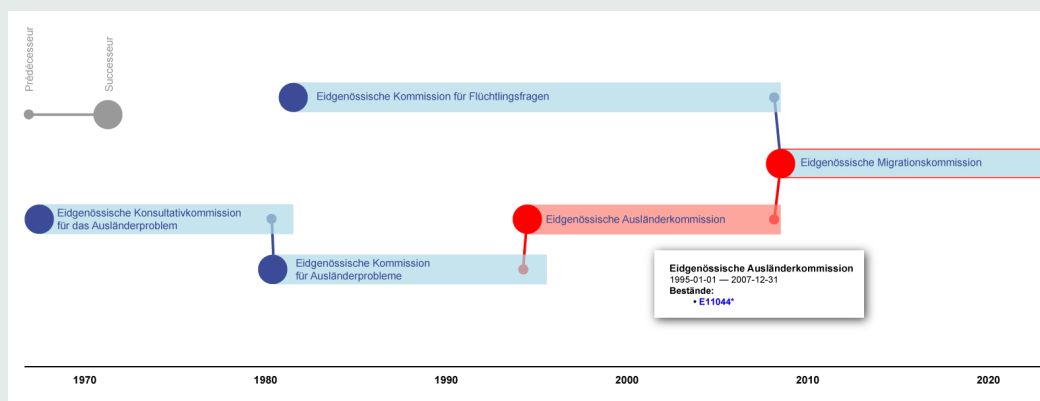 Prédécesseur
Successeur
Eidgenössische Kommission für Flüchtlingsfragen
Eidgenössische Migrationskommission
Eidgenössische Konsultativkommission
für das Ausländerproblem
Eidgenössische Ausländerkommission
Eidgenössische Kommission
für Ausländerprobleme
Eidgenössische Ausländerkommission
1995-01-01 — 2007-12-31
Bestände:
• E11044*
1970 1980 1990 2000 2010 2020